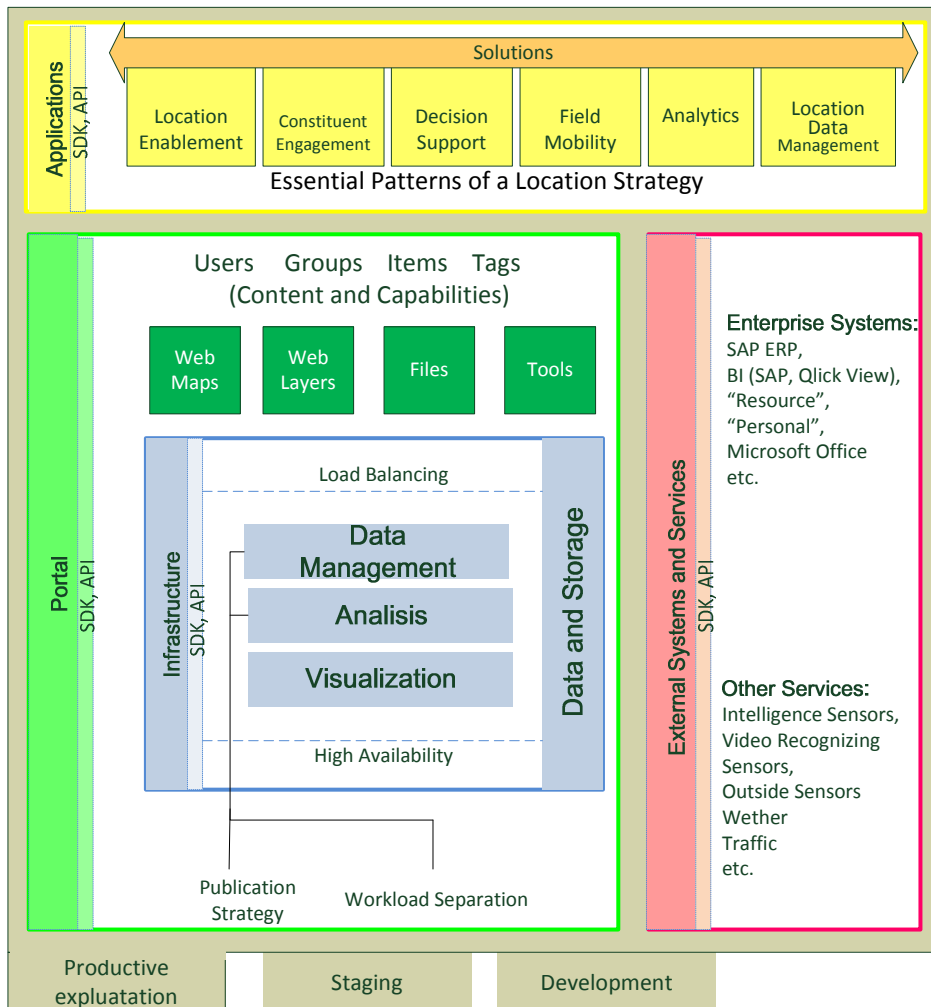 Applications
SDK, API
Solutions
Location
Enablement
Constituent
Engagement
Decision
Support
Field
Mobility
Analytics
Location
Data
Management
Essential Patterns of a Location Strategy
Portal
SDK, API
Users Groups Items Tags
(Content and Capabilities)
Web
Maps
Web
Layers
Files
Tools
Infrastructure
SDK, API
Load Balancing
Data
Management
Analisis
Visualization
High Availability
Data and Storage
Publication
Strategy
Workload Separation
External Systems and Services
SDK, API
Enterprise Systems:
SAP ERP,
BI (SAP, Qlick View),
“Resource”,
“Personal”,
Microsoft Office
etc.
Other Services:
Intelligence Sensors,
Video Recognizing
Sensors,
Outside Sensors
Wether
Traffic
etc.
Productive
expluatation
Staging
Development